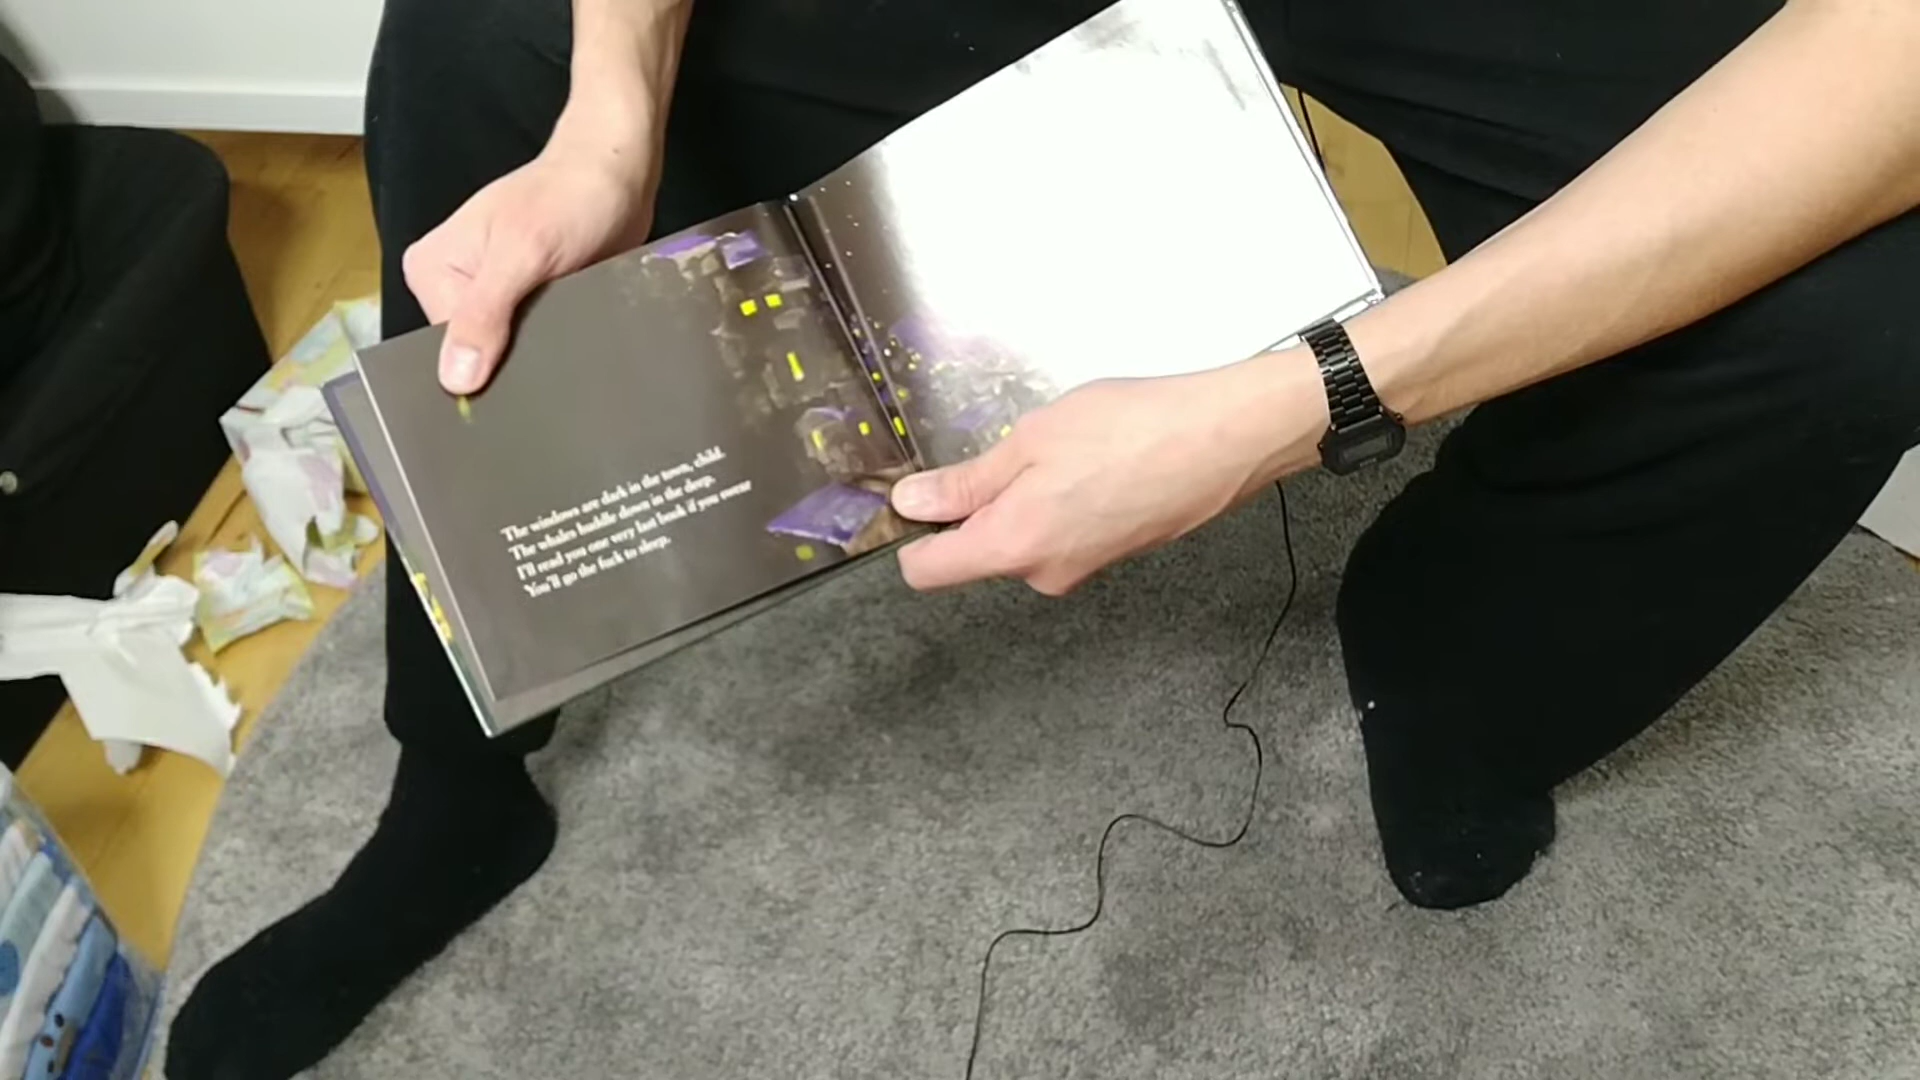 The windows are dark in the town, child.
The whales huddle down in the deep.
I'll read you one very last book if you swear
You'll go the fuck to sleep.